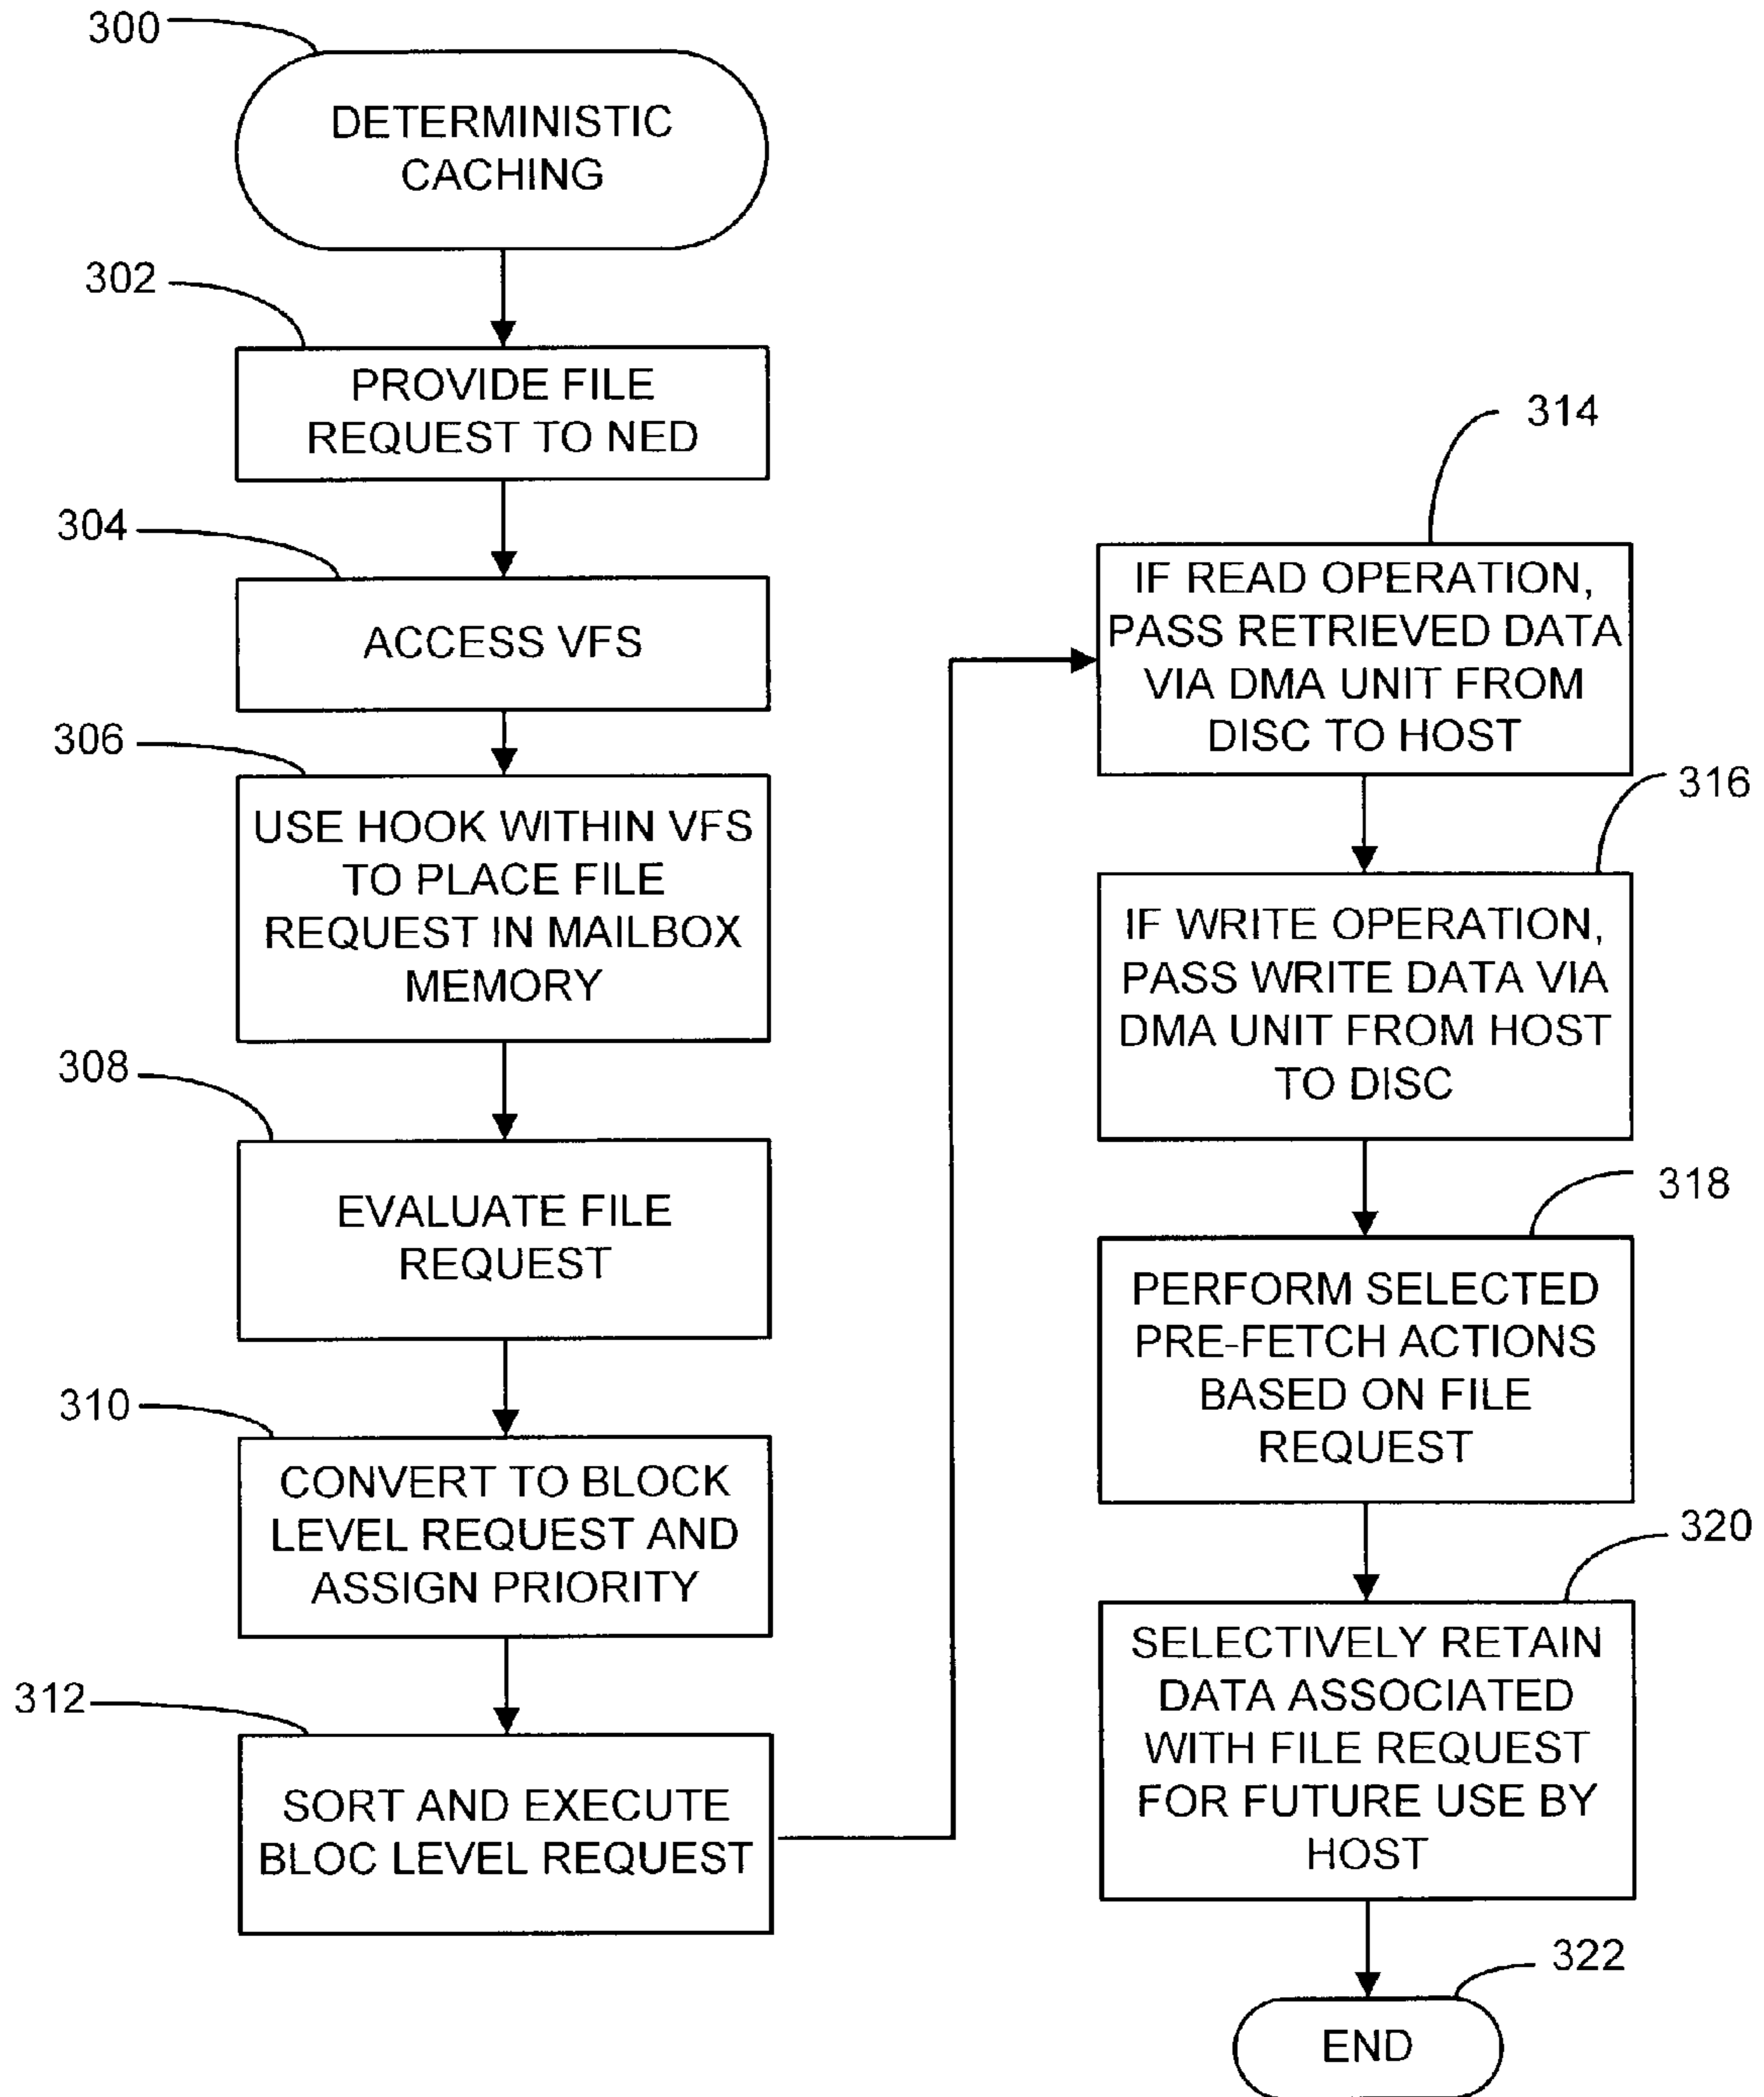 300
DETERMINISTIC
CACHING
302
PROVIDE FILE
REQUEST TO NED
304
ACCESS VFS
306
USE HOOK WITHIN VFS
TO PLACE FILE
REQUEST IN MAILBOX
MEMORY
308
EVALUATE FILE
REQUEST
310
CONVERT TO BLOCK
LEVEL REQUEST AND
ASSIGN PRIORITY
312
SORT AND EXECUTE
BLOC LEVEL REQUEST
314
IF READ OPERATION,
PASS RETRIEVED DATA
VIA DMA UNIT FROM
DISC TO HOST
316
IF WRITE OPERATION,
PASS WRITE DATA VIA
DMA UNIT FROM HOST
TO DISC
318
PERFORM SELECTED
PRE-FETCH ACTIONS
BASED ON FILE
REQUEST
320
SELECTIVELY RETAIN
DATA ASSOCIATED
WITH FILE REQUEST
FOR FUTURE USE BY
HOST
322
END